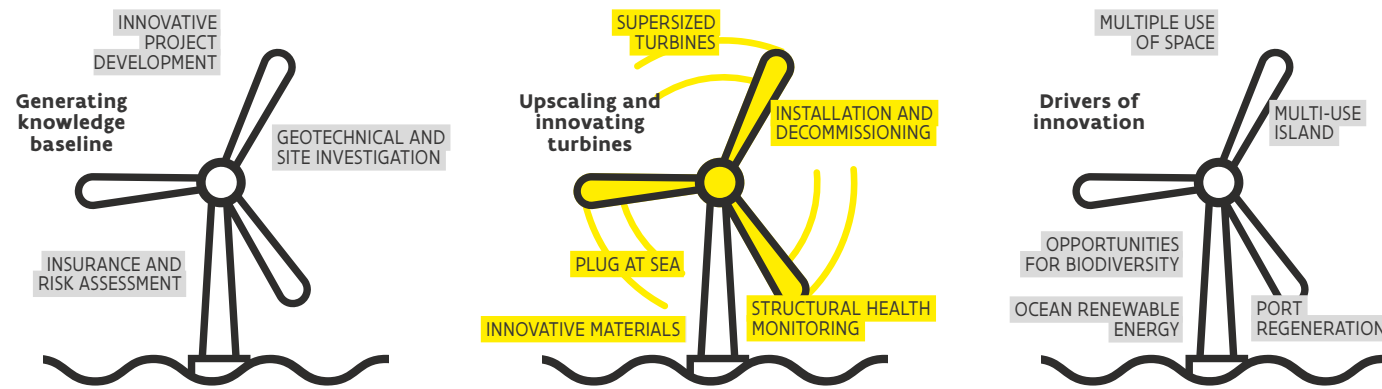 INNOVATIVE
PROJECT
DEVELOPMENT
Generating
knowledge
baseline
GEOTECHNICAL AND
SITE INVESTIGATION
INSURANCE AND
RISK ASSESSMENT
SUPERSIZED
TURBINES
Upscaling and
innovating
turbines
INSTALLATION AND
DECOMMISSIONING
PLUG AT SEA
INNOVATIVE MATERIALS
STRUCTURAL HEALTH
MONITORING
MULTIPLE USE
OF SPACE
Drivers of
innovation
MULTI-USE
ISLAND
OPPORTUNITIES
FOR BIODIVERSITY
OCEAN RENEWABLE
ENERGY
PORT
REGENERATION